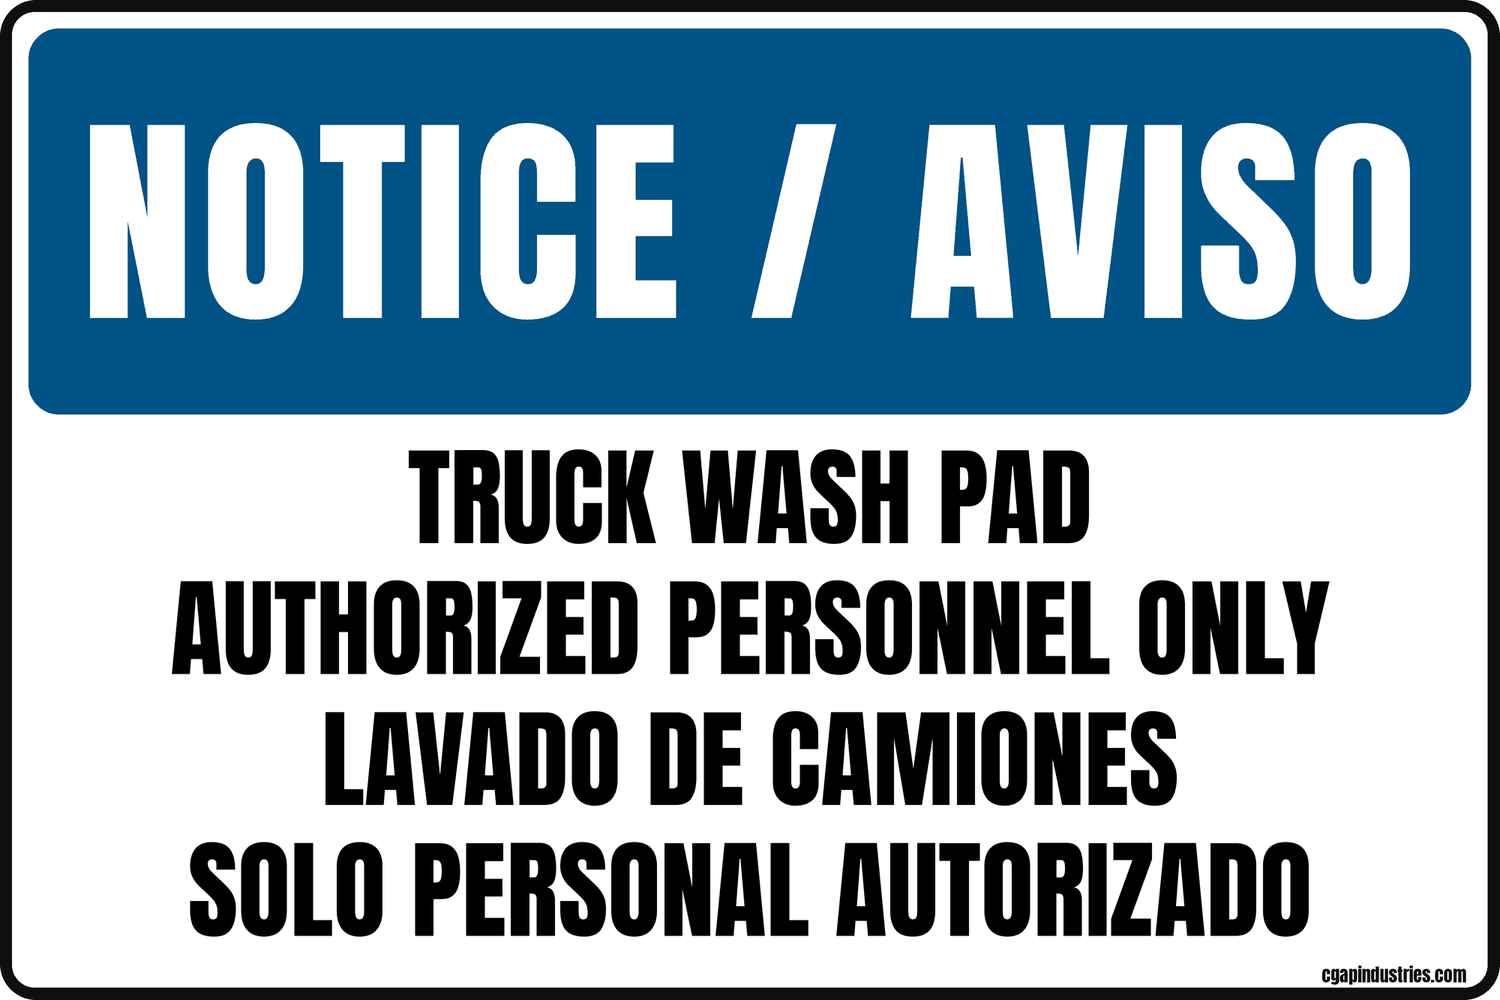 NOTICE / AVISO
TRUCK WASH PAD
AUTHORIZED PERSONNEL ONLY
LAVADO DE CAMIONES
SOLO PERSONAL AUTORIZADO
cgapindustries.com